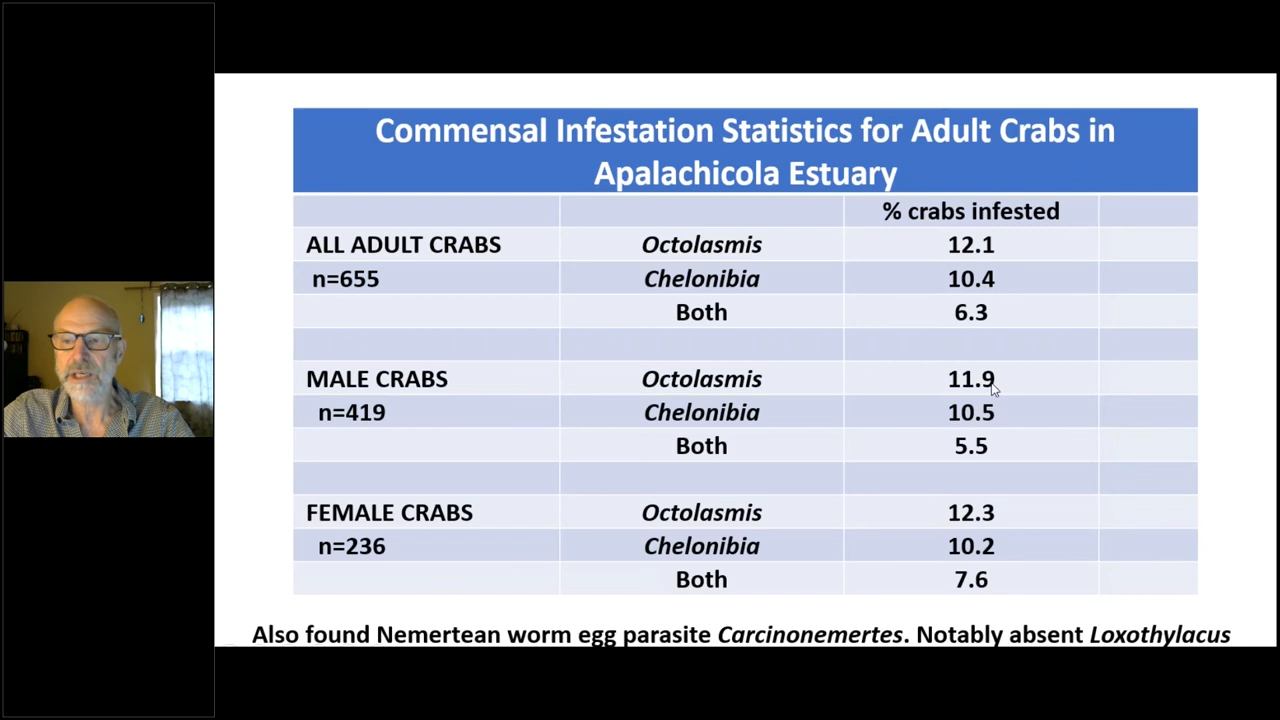 Commensal Infestation Statistics for Adult Crabs in
Apalachicola Estuary
% crabs infested
ALL ADULT CRABS Octolasmis 12.1
n=655 Chelonibia 10.4
Both 6.3
MALE CRABS Octolasmis 11.9
n=419 Chelonibia 10.5
Both 5.5
FEMALE CRABS Octolasmis 12.3
n=236 Chelonibia 10.2
Both 7.6
Also found Nemertean worm egg parasite Carcinonemertes. Notably absent Loxothylacus